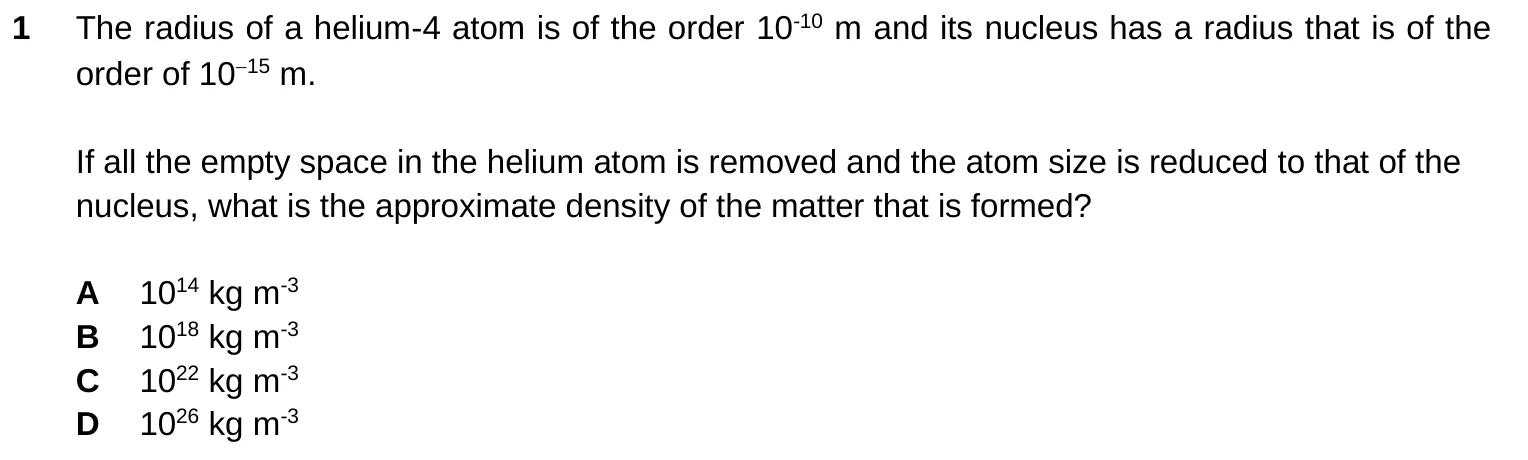 1 The radius of a helium-4 atom is of the order 10⁻¹⁰ m and its nucleus has a radius that is of the
order of 10⁻¹⁵ m.
If all the empty space in the helium atom is removed and the atom size is reduced to that of the
nucleus, what is the approximate density of the matter that is formed?
A 10¹⁴ kg m⁻³
B 10¹⁸ kg m⁻³
C 10²² kg m⁻³
D 10²⁶ kg m⁻³